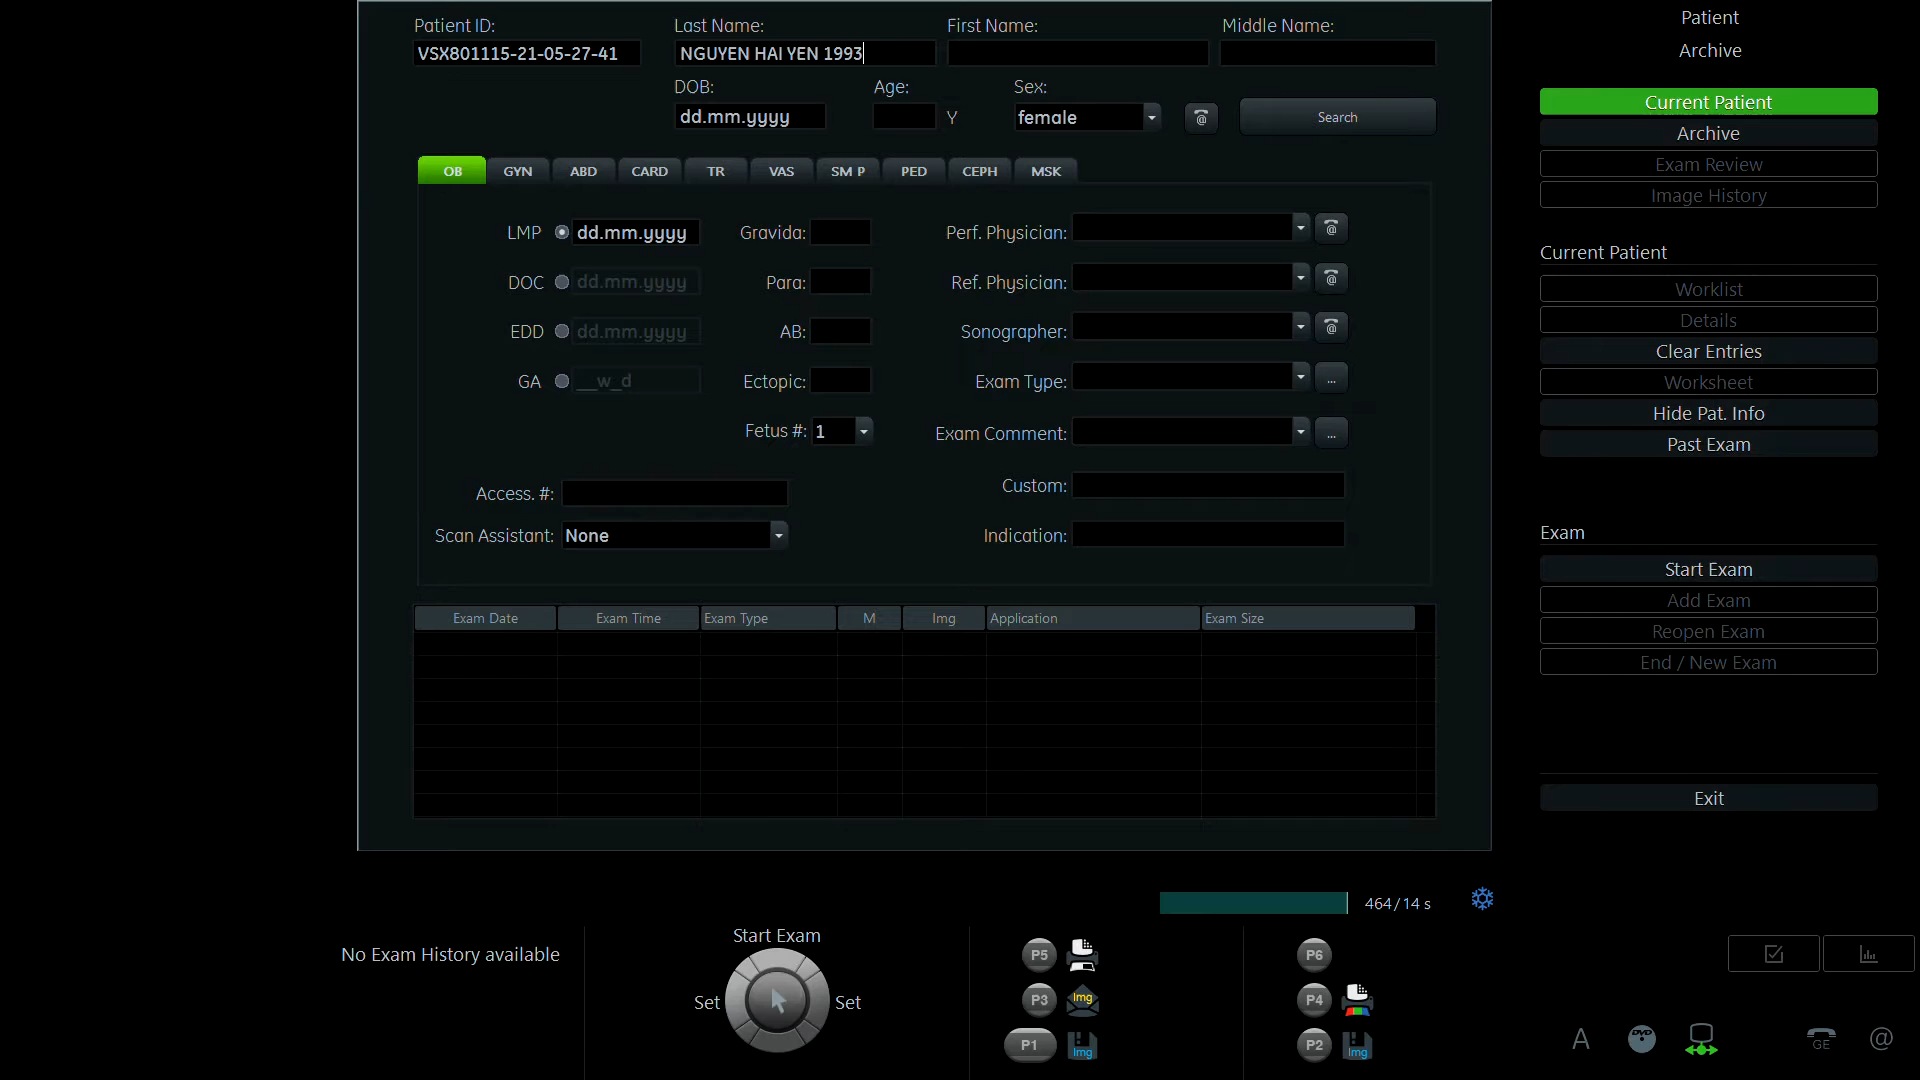 Patient ID: Last Name: First Name: Middle Name:
VSX801115-21-05-27-41 NGUYEN HAI YEN 1993
DOB: Age: Sex:
dd.mm.yyyy Y female @ Search
OB GYN ABD CARD TR VAS SM P PED CEPH MSK
LMP dd.mm.yyyy Gravida: Perf. Physician: @
DOC dd.mm.yyyy Para: Ref. Physician: @
EDD dd.mm.yyyy AB: Sonographer: @
GA __w_d Ectopic: Exam Type: ...
Fetus #: 1 Exam Comment: ...
Access. #: Custom:
Scan Assistant: None Indication:
Exam Date Exam Time Exam Type M Img Application Exam Size
464/14 s
No Exam History available
Start Exam
Set Set
P5 P6
P3 Img P4
P1 Img P2 Img
Patient
Archive
Current Patient
Archive
Exam Review
Image History
Current Patient
Worklist
Details
Clear Entries
Worksheet
Hide Pat. Info
Past Exam
Exam
Start Exam
Add Exam
Reopen Exam
End / New Exam
Exit
A DVD GE @